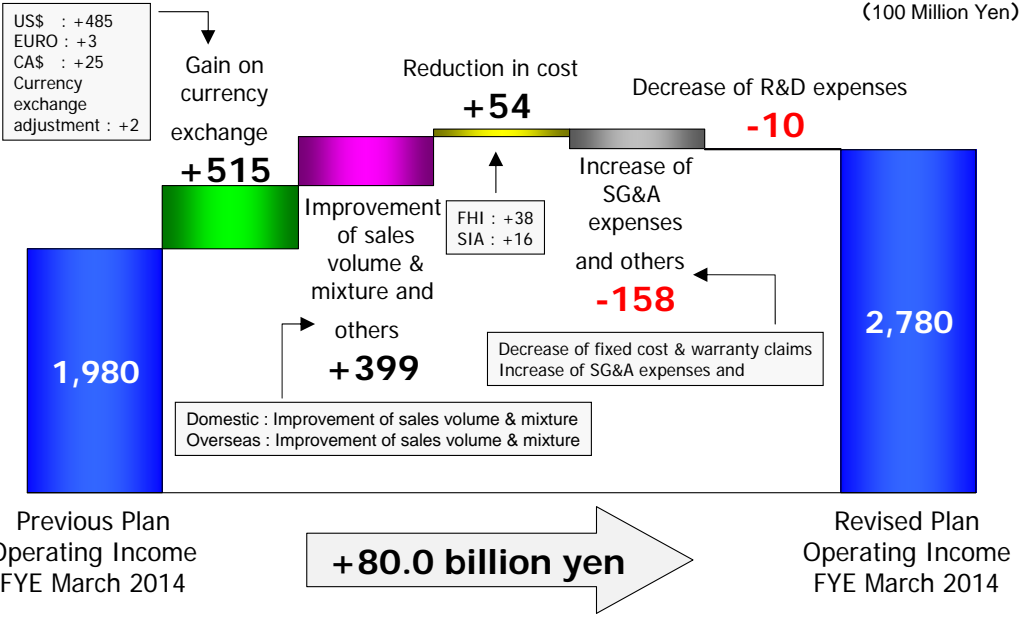 (100 Million Yen)
US$ : +485
EURO : +3
CA$ : +25
Currency
exchange
adjustment : +2
Gain on
currency
exchange
+515
Improvement
of sales
volume &
mixture and
others
+399
Domestic : Improvement of sales volume & mixture
Overseas : Improvement of sales volume & mixture
Reduction in cost
+54
FHI : +38
SIA : +16
Increase of
SG&A
expenses
and others
-158
Decrease of fixed cost & warranty claims
Increase of SG&A expenses and
Decrease of R&D expenses
-10
1,980
2,780
Previous Plan
Operating Income
FYE March 2014
+80.0 billion yen
Revised Plan
Operating Income
FYE March 2014